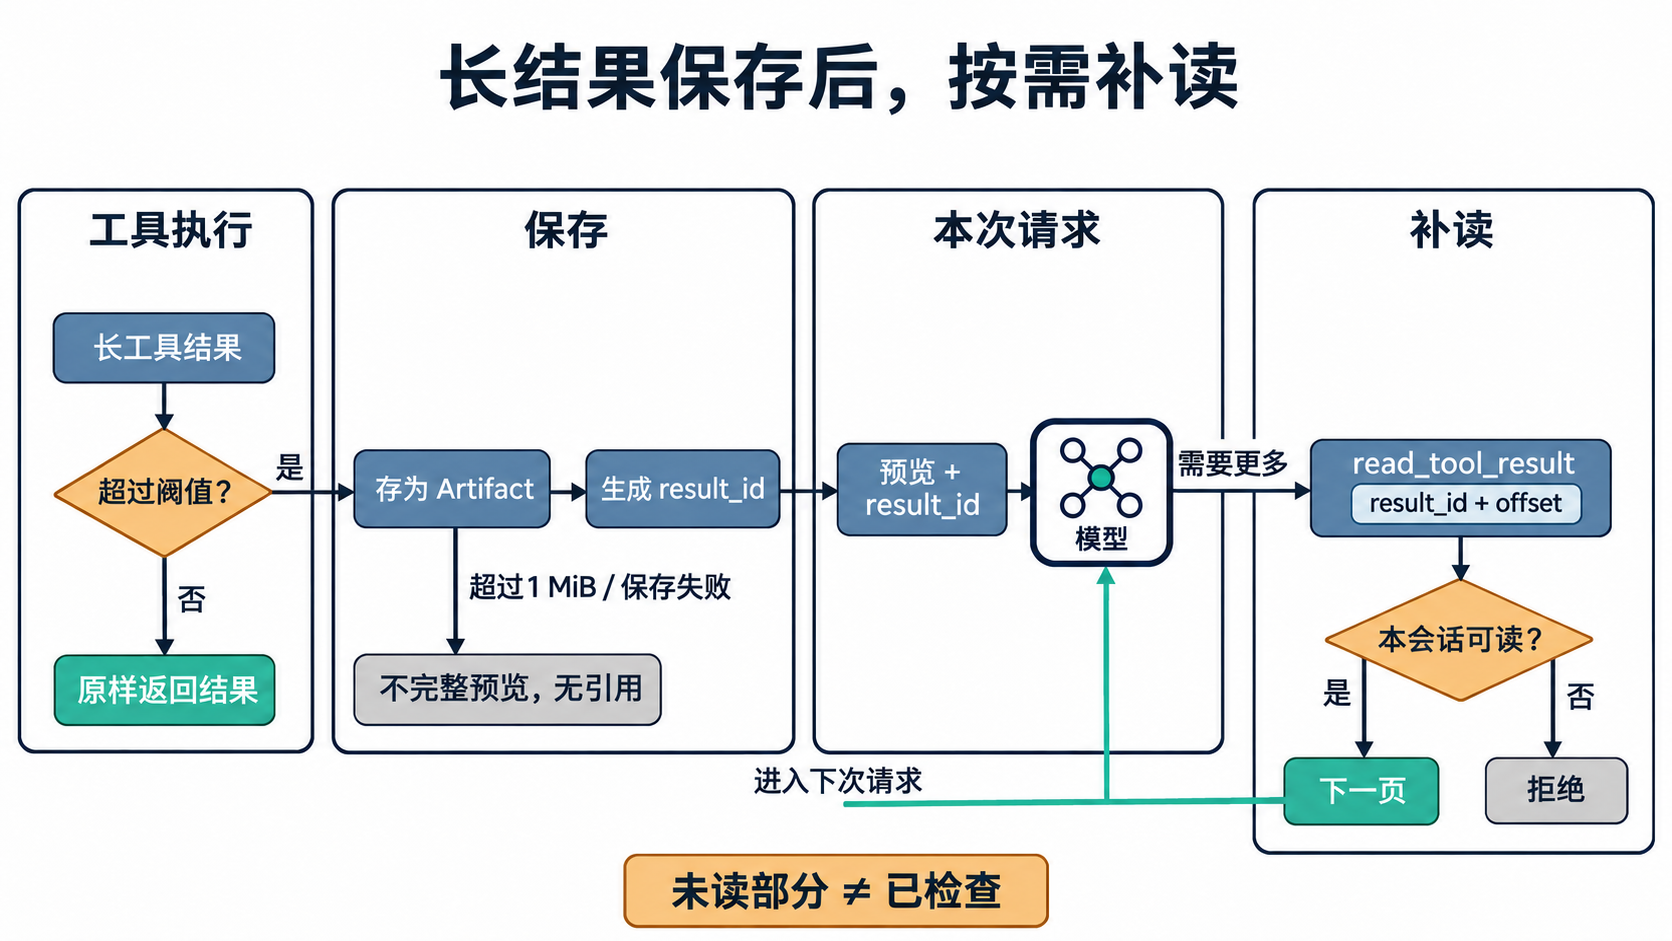 长结果保存后，按需补读
工具执行
长工具结果
超过阈值？
是
否
原样返回结果
保存
存为 Artifact
生成 result_id
超过 1 MiB / 保存失败
不完整预览，无引用
本次请求
预览 +
result_id
模型
需要更多
补读
read_tool_result
result_id + offset
本会话可读？
是
否
下一页
拒绝
进入下次请求
未读部分 ≠ 已检查